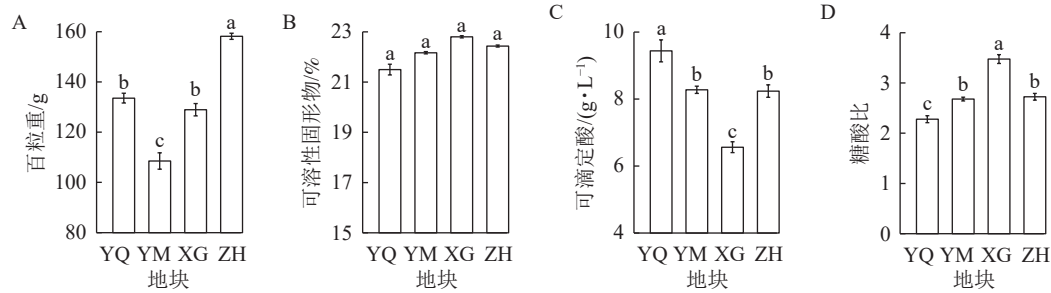 A
百粒重/g
160
140
120
100
80
b
c
b
a
YQ YM XG ZH
地块
B
可溶性固形物/%
23
21
19
17
15
a
a
a
a
YQ YM XG ZH
地块
C
可滴定酸/(g·L⁻¹)
10
8
6
4
a
b
c
b
YQ YM XG ZH
地块
D
糖酸比
4
3
2
1
0
c
b
a
b
YQ YM XG ZH
地块